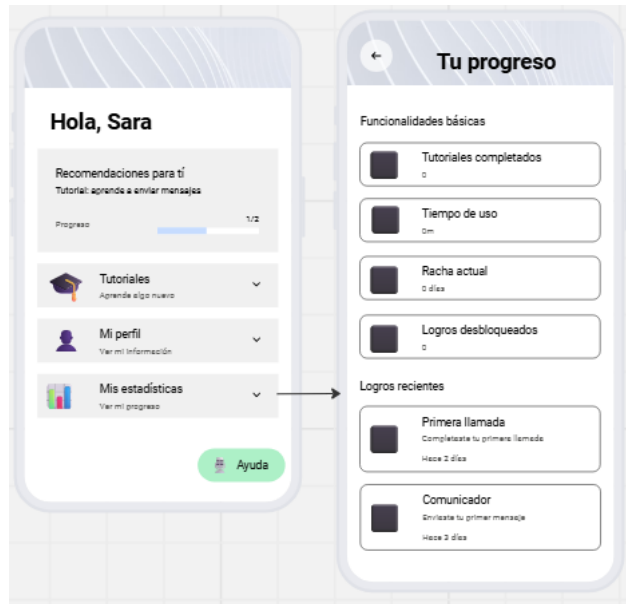 Hola, Sara
Recomendaciones para tí
Tutorial: aprende a enviar mensajes
Progreso
1/2
Tutoriales
Aprende algo nuevo
Mi perfil
Ver mi información
Mis estadísticas
Ver mi progreso
Ayuda
Tu progreso
Funcionalidades básicas
Tutoriales completados
0
Tiempo de uso
0m
Racha actual
0 días
Logros desbloqueados
0
Logros recientes
Primera llamada
Completaste tu primera llamada
Hace 2 días
Comunicador
Enviaste tu primer mensaje
Hace 3 días